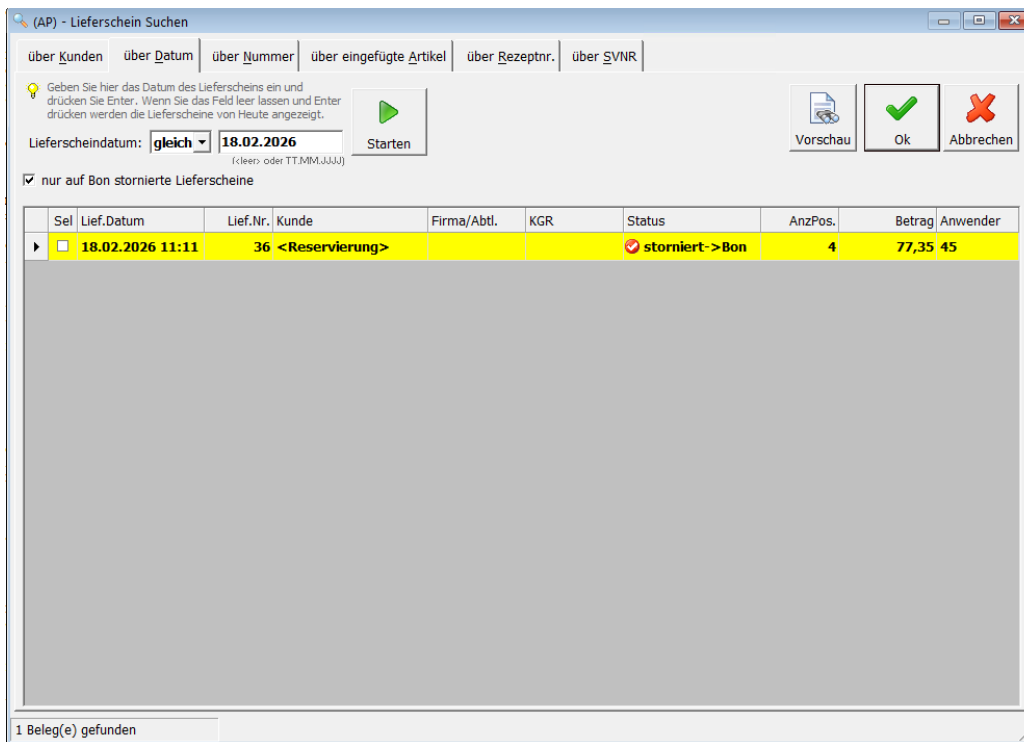 (AP) - Lieferschein Suchen
über Kunden über Datum über Nummer über eingefügte Artikel über Rezeptnr. über SVNR
Geben Sie hier das Datum des Lieferscheins ein und
drücken Sie Enter. Wenn Sie das Feld leer lassen und Enter
drücken werden die Lieferscheine von Heute angezeigt.
Lieferscheindatum: gleich 18.02.2026
(<leer> oder TT.MM.JJJJ)
Starten
Vorschau Ok Abbrechen
nur auf Bon stornierte Lieferscheine
Sel Lief.Datum Lief.Nr. Kunde Firma/Abtl. KGR Status AnzPos. Betrag Anwender
18.02.2026 11:11 36 <Reservierung> storniert->Bon 4 77,35 45
1 Beleg(e) gefunden